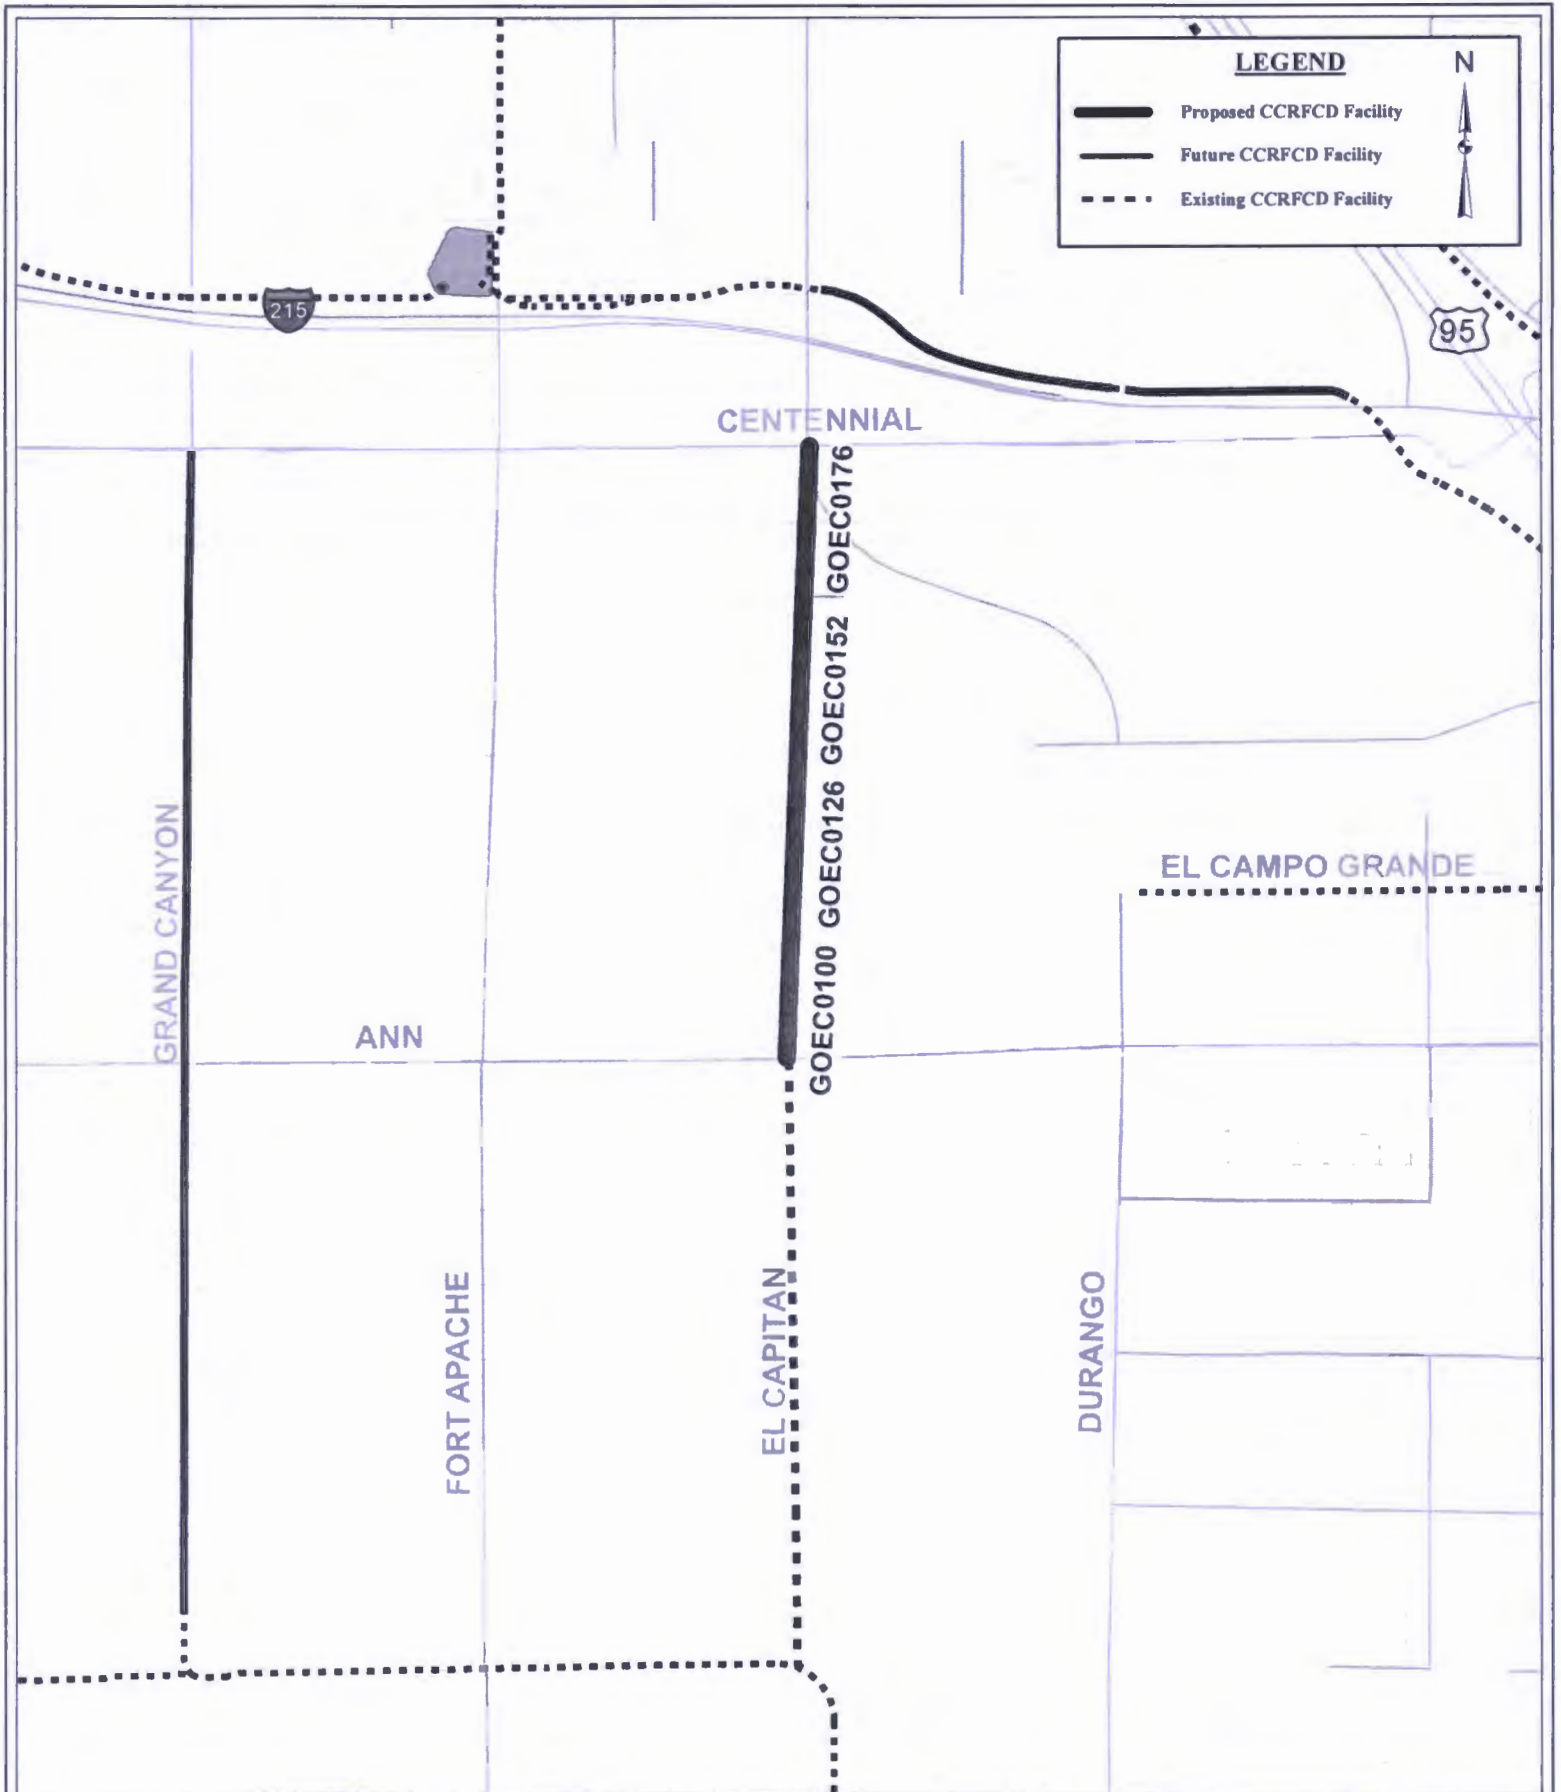 LEGEND
N
Proposed CCRFCD Facility
Future CCRFCD Facility
Existing CCRFCD Facility
215
95
CENTENNIAL
GOEC0100 GOEC0126 GOEC0152 GOEC0176
GRAND CANYON
EL CAMPO GRANDE
ANN
FORT APACHE
EL CAPITAN
DURANGO